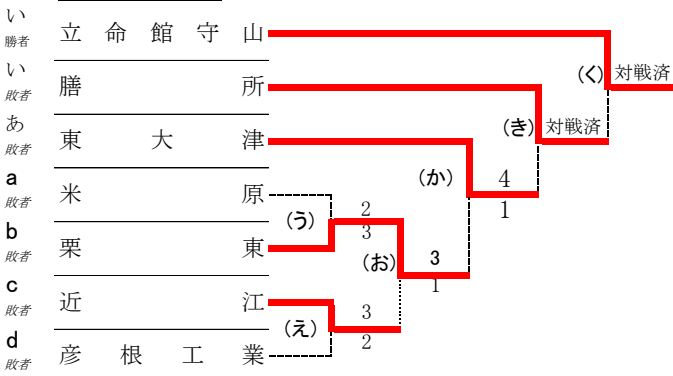 い
勝者
立命館守山
い
敗者
膳所
(く)
対戦済
あ
敗者
東大津
(き)
対戦済
a
敗者
米原
(か)
4
1
b
敗者
栗東
(う)
2
3
(お)
3
1
c
敗者
近江
(え)
3
2
d
敗者
彦根工業